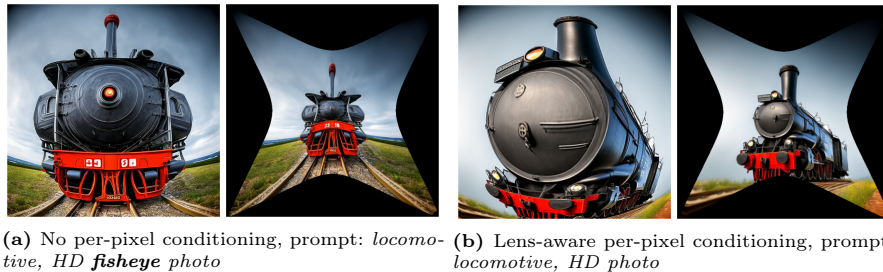 (a) No per-pixel conditioning, prompt: locomo-
tive, HD fisheye photo
(b) Lens-aware per-pixel conditioning, prompt
locomotive, HD photo